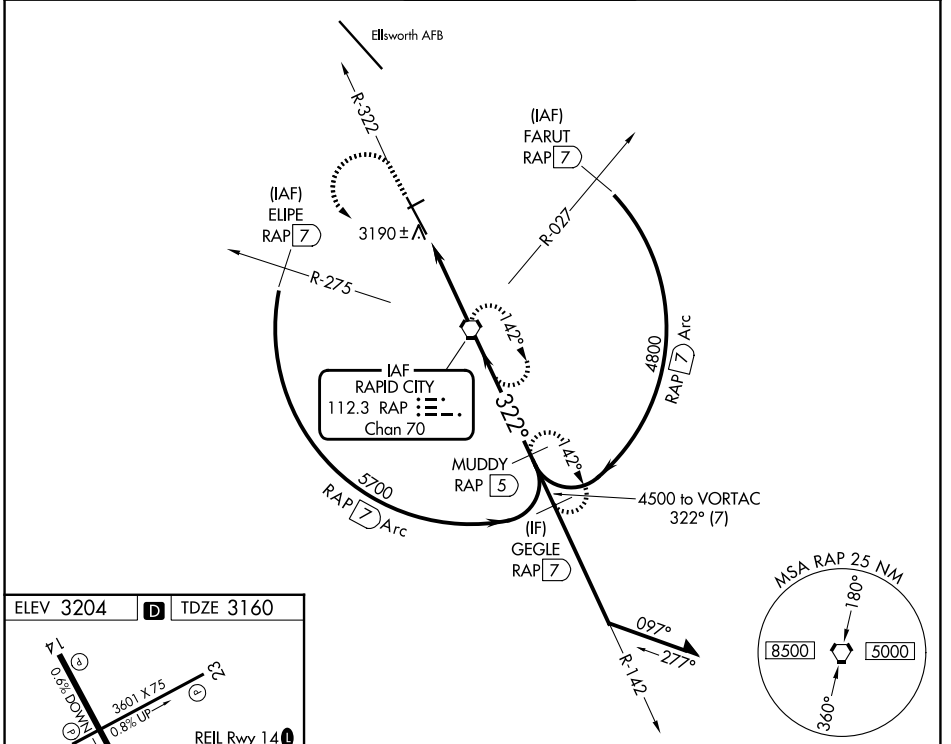 Ellsworth AFB
R-322
(IAF)
FARUT
RAP 7
R-027
(IAF)
ELIPE
RAP 7
3190 ±
R-275
142°
IAF
RAPID CITY
112.3 RAP
Chan 70
322°
4800
RAP 7 Arc
MUDDY
RAP 5
142°
5700
RAP 7 Arc
4500 to VORTAC
322° (7)
(IF)
GEGLE
RAP 7
097°
277°
R-142
MSA RAP 25 NM
180°
8500
5000
360°
ELEV 3204 D TDZE 3160
14
P
0.6% DOWN
3601 X 75
23
P
P
0.8% UP
REIL Rwy 14 L